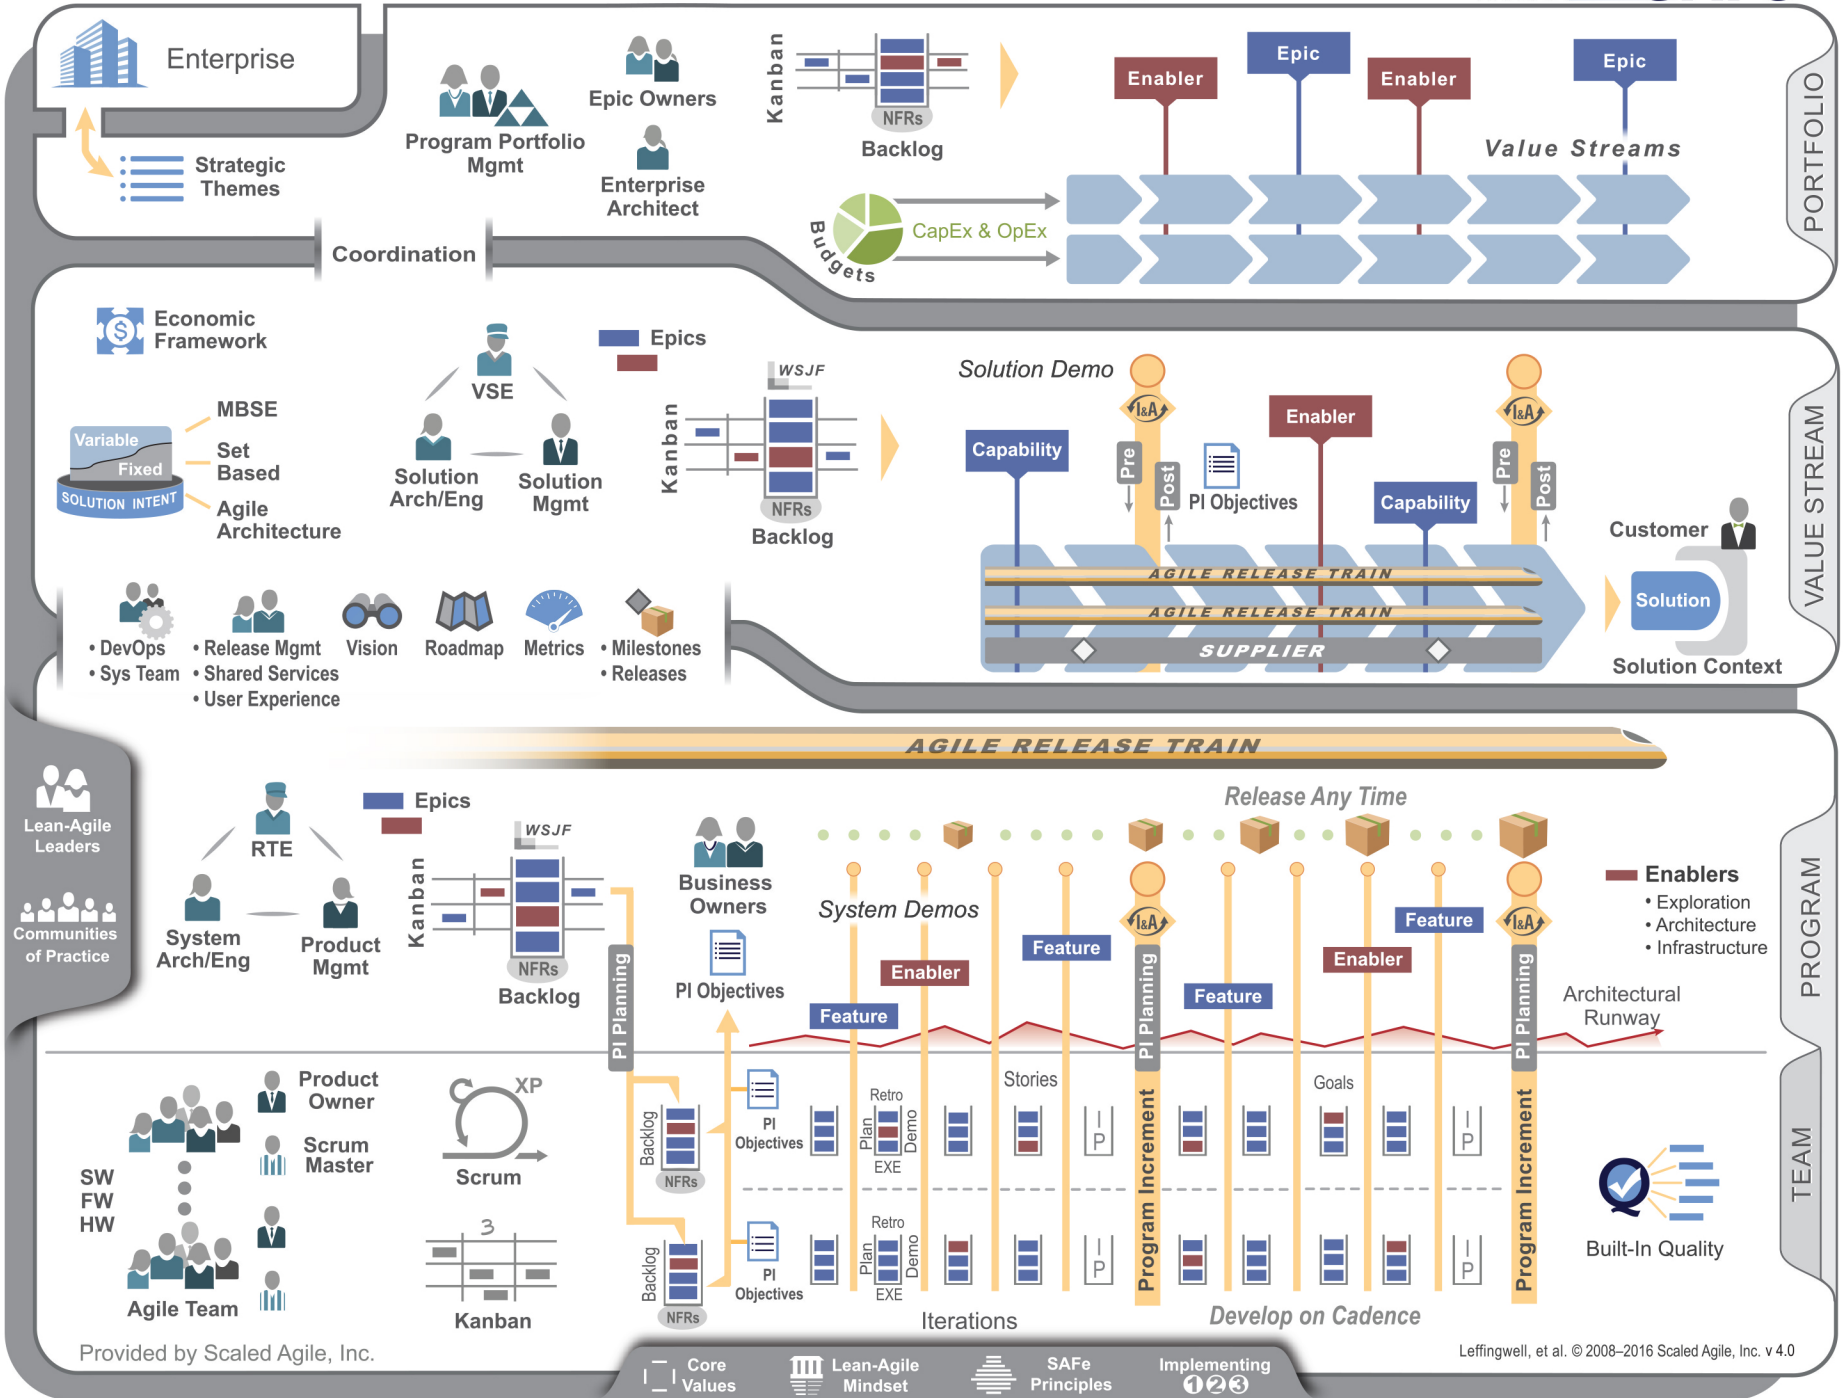 Enterprise
Strategic
Themes
Program Portfolio
Mgmt
Epic Owners
Enterprise
Architect
Kanban
NFRs
Backlog
Enabler
Epic
Enabler
Epic
Value Streams
Budgets
CapEx & OpEx
PORTFOLIO
Coordination
Economic
Framework
VSE
Solution
Arch/Eng
Solution
Mgmt
Epics
Variable
Fixed
SOLUTION INTENT
MBSE
Set
Based
Agile
Architecture
WSJF
Kanban
NFRs
Backlog
Solution Demo
I&A
I&A
Capability
Pre
Post
PI Objectives
Enabler
Capability
Pre
Post
AGILE RELEASE TRAIN
AGILE RELEASE TRAIN
SUPPLIER
Customer
Solution
Solution Context
VALUE STREAM
• DevOps
• Sys Team
• Release Mgmt
• Shared Services
• User Experience
Vision
Roadmap
Metrics
• Milestones
• Releases
AGILE RELEASE TRAIN
Lean-Agile
Leaders
Communities
of Practice
RTE
System
Arch/Eng
Product
Mgmt
Epics
WSJF
Kanban
NFRs
Backlog
PI Planning
Business
Owners
PI Objectives
Release Any Time
System Demos
Feature
Enabler
Feature
I&A
PI Planning
Feature
Enabler
Feature
I&A
PI Planning
Enablers
• Exploration
• Architecture
• Infrastructure
Architectural
Runway
PROGRAM
Product
Owner
Scrum
Master
SW
FW
HW
Agile Team
XP
Scrum
3
Kanban
Backlog
NFRs
PI
Objectives
Plan
Retro
Demo
EXE
Stories
I
P
Goals
I
P
Backlog
NFRs
PI
Objectives
Plan
Retro
Demo
EXE
I
P
I
P
Program Increment
Program Increment
Iterations
Develop on Cadence
Built-In Quality
TEAM
Provided by Scaled Agile, Inc.
Leffingwell, et al. © 2008–2016 Scaled Agile, Inc. v 4.0
Core
Values
Lean-Agile
Mindset
SAFe
Principles
Implementing
1 2 3